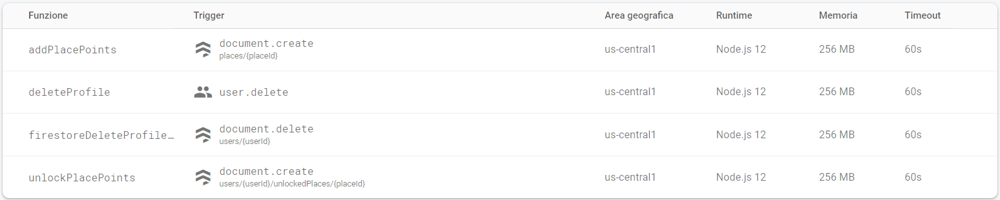 Funzione Trigger Area geografica Runtime Memoria Timeout
addPlacePoints document.create us-central1 Node.js 12 256 MB 60s
places/{placeId}
deleteProfile user.delete us-central1 Node.js 12 256 MB 60s
firestoreDeleteProfile… document.delete us-central1 Node.js 12 256 MB 60s
users/{userId}
unlockPlacePoints document.create us-central1 Node.js 12 256 MB 60s
users/{userId}/unlockedPlaces/{placeId}